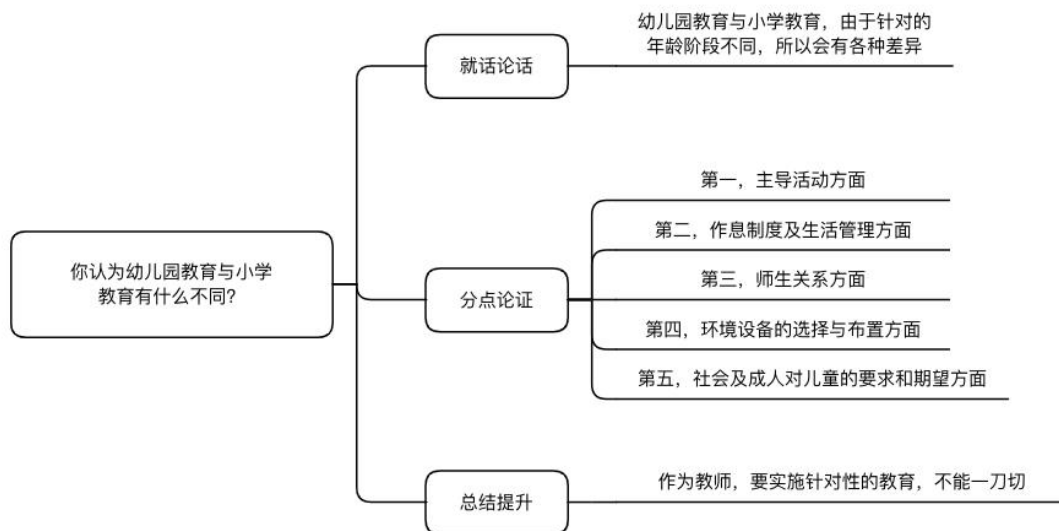 你认为幼儿园教育与小学
教育有什么不同?
就话论话
幼儿园教育与小学教育，由于针对的
年龄阶段不同，所以会有各种差异
分点论证
第一，主导活动方面
第二，作息制度及生活管理方面
第三，师生关系方面
第四，环境设备的选择与布置方面
第五，社会及成人对儿童的要求和期望方面
总结提升
作为教师，要实施针对性的教育，不能一刀切